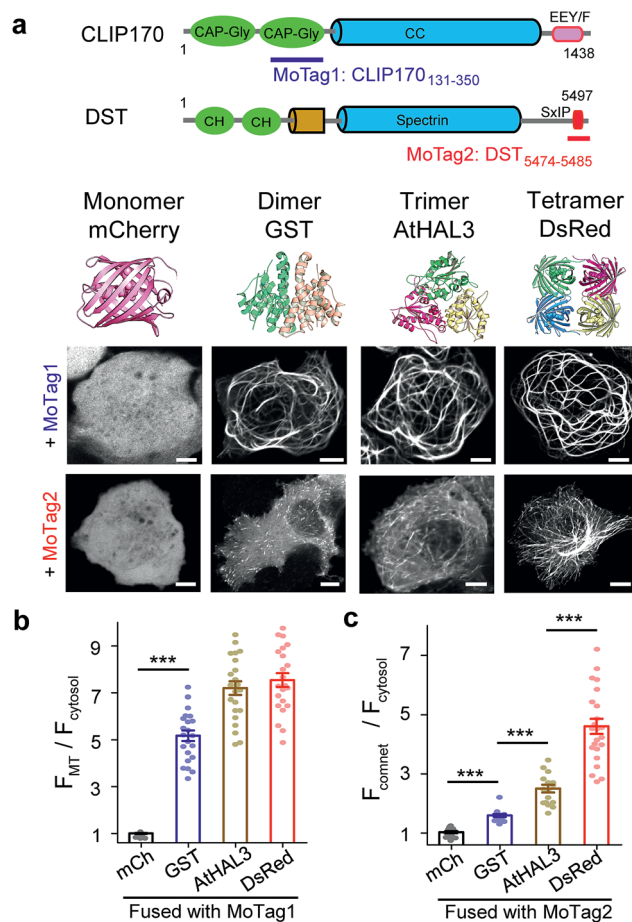 a
CLIP170
CAP-Gly
CAP-Gly
CC
EEY/F
1
1438
MoTag1: CLIP170131-350
DST
1
CH
CH
Spectrin
SxIP
5497
MoTag2: DST5474-5485
Monomer
mCherry
Dimer
GST
Trimer
AtHAL3
Tetramer
DsRed
+ MoTag1
+ MoTag2
b
FMT / Fcytosol
9
7
5
3
1
***
mCh
GST
AtHAL3
DsRed
Fused with MoTag1
c
Fcomnet / Fcytosol
7
5
3
1
***
***
***
mCh
GST
AtHAL3
DsRed
Fused with MoTag2